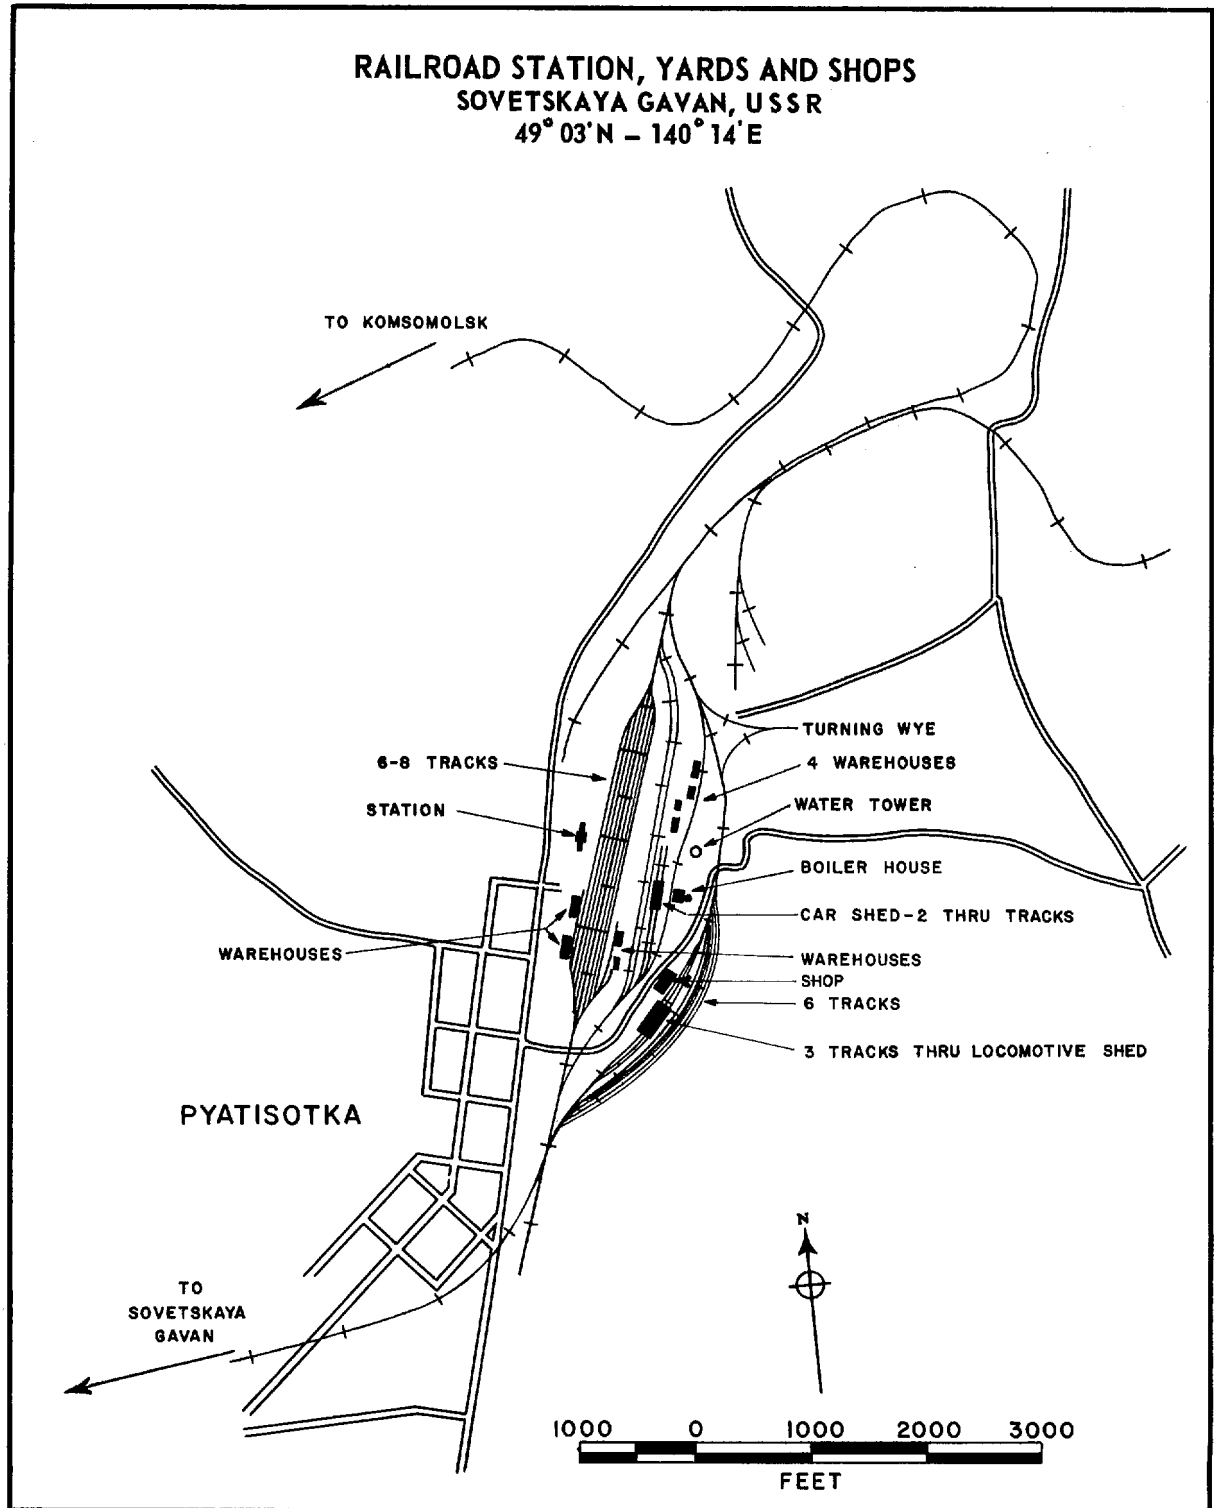 RAILROAD STATION, YARDS AND SHOPS
SOVETSKAYA GAVAN, USSR
49° 03' N – 140° 14' E
TO KOMSOMOLSK
TURNING WYE
6-8 TRACKS
4 WAREHOUSES
STATION
WATER TOWER
BOILER HOUSE
CAR SHED-2 THRU TRACKS
WAREHOUSES
WAREHOUSES
SHOP
6 TRACKS
3 TRACKS THRU LOCOMOTIVE SHED
PYATISOTKA
N
TO
SOVETSKAYA
GAVAN
1000 0 1000 2000 3000
FEET